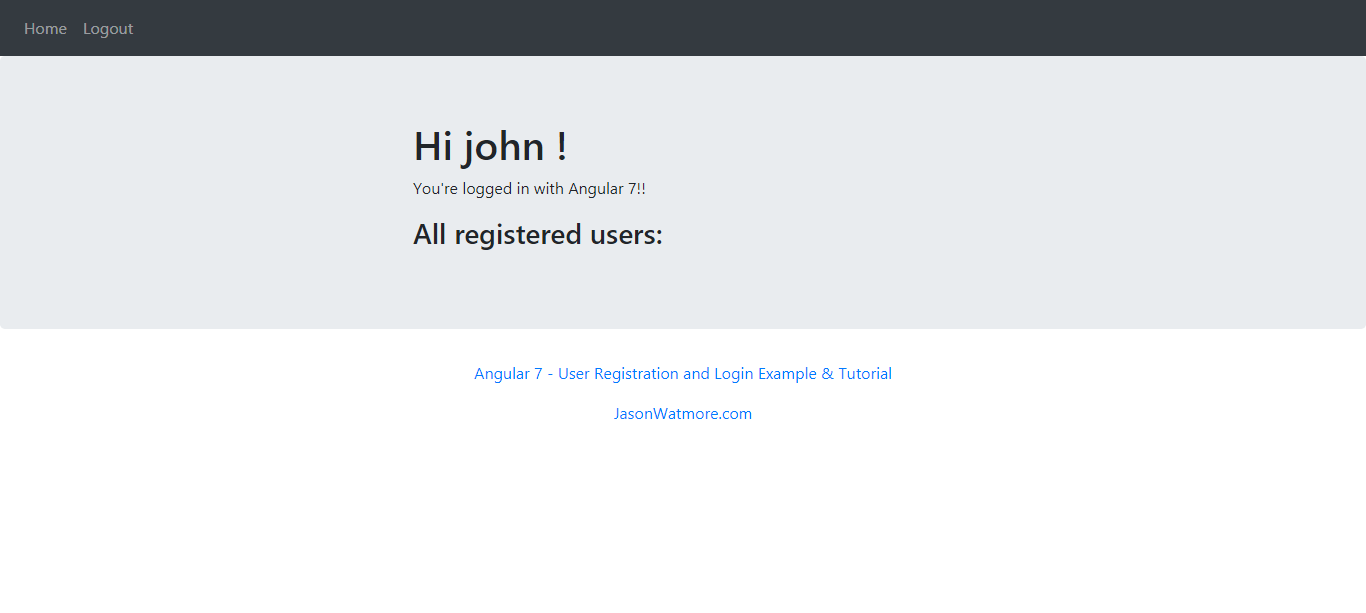 Home Logout
Hi john !
You're logged in with Angular 7!!
All registered users:
Angular 7 - User Registration and Login Example & Tutorial
JasonWatmore.com